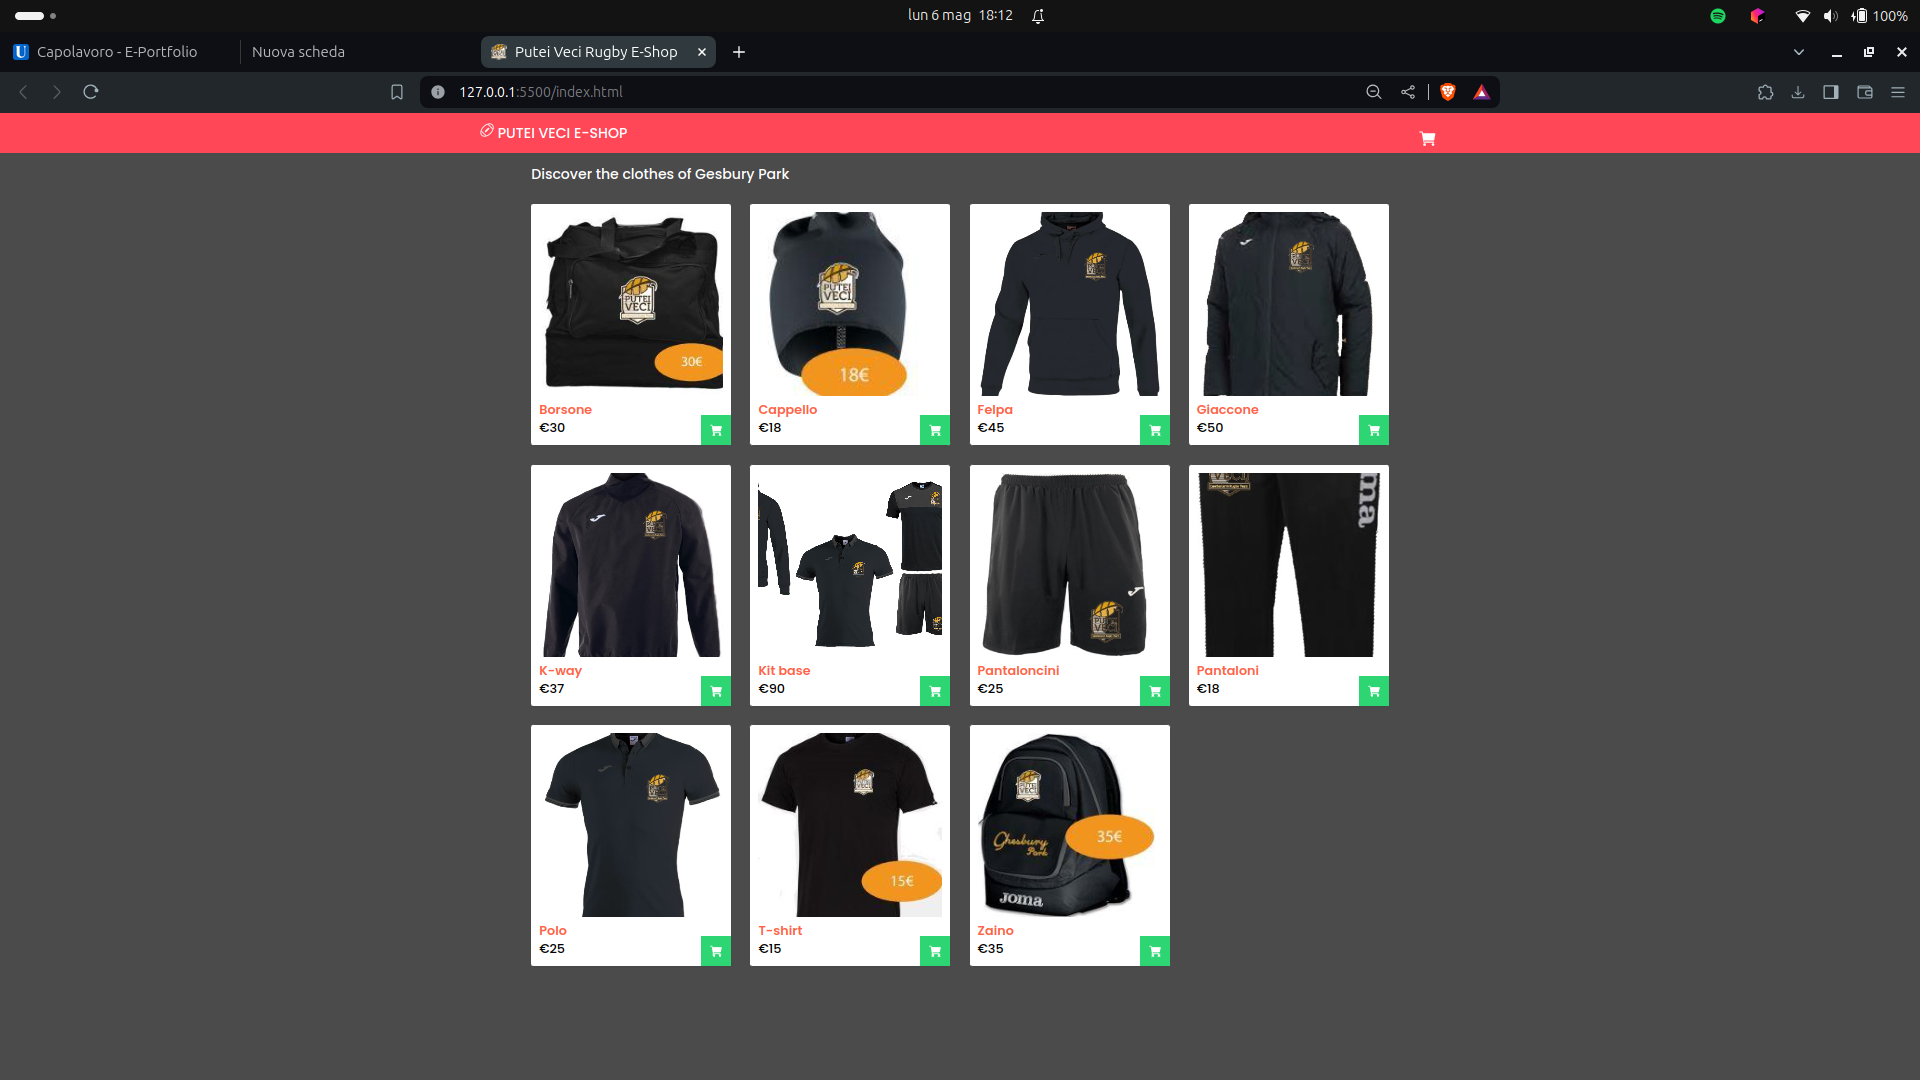 lun 6 mag 18:12
100%
Capolavoro - E-Portfolio
Nuova scheda
Putei Veci Rugby E-Shop
127.0.0.1:5500/index.html
PUTEI VECI E-SHOP
Discover the clothes of Gesbury Park
PUTEI
VECI
30€
PUTEI
VECI
18€
Borsone
€30
Cappello
€18
Felpa
€45
Giaccone
€50
ma
K-way
€37
Kit base
€90
Pantaloncini
€25
Pantaloni
€18
15€
PUTEI
VECI
Ghesbury
Park
35€
JOMA
Polo
€25
T-shirt
€15
Zaino
€35